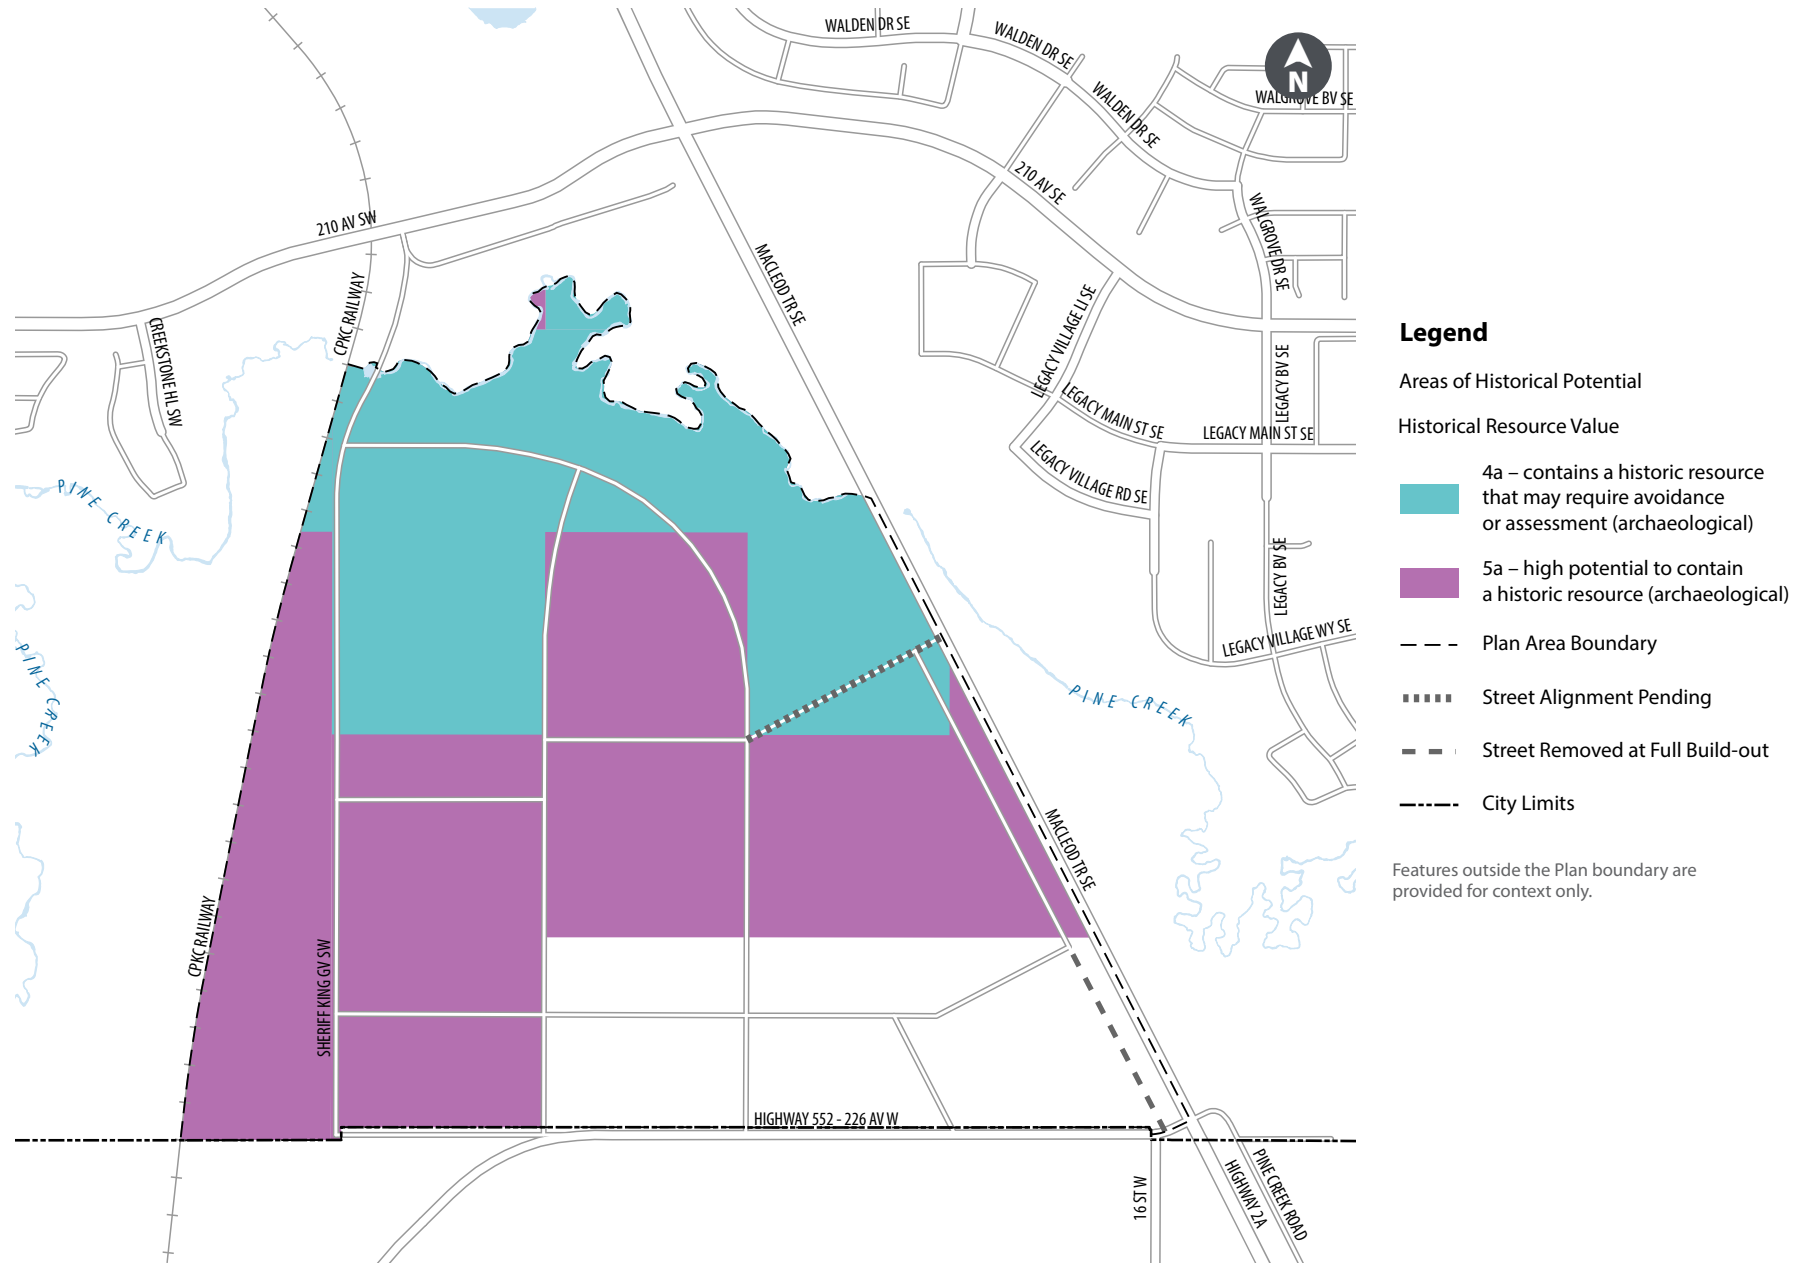 WALDEN DR SE
WALDEN DR SE
WALDEN DR SE
N
WALGROVE BV SE
210 AV SE
210 AV SW
WALGROVE DR SE
MACLEOD TR SE
CPKC RAILWAY
CREEKSTONE HL SW
LEGACY VILLAGE LI SE
LEGACY BV SE
LEGACY MAIN ST SE
LEGACY MAIN ST SE
LEGACY VILLAGE RD SE
PINE CREEK
LEGACY BV SE
LEGACY VILLAGE WY SE
PINE CREEK
PINE CREEK
MACLEOD TR SE
CPKC RAILWAY
SHERIFF KING GV SW
HIGHWAY 552 - 226 AV W
16 ST W
HIGHWAY 2A
PINE CREEK ROAD
Legend
Areas of Historical Potential
Historical Resource Value
4a – contains a historic resource
that may require avoidance
or assessment (archaeological)
5a – high potential to contain
a historic resource (archaeological)
Plan Area Boundary
Street Alignment Pending
Street Removed at Full Build-out
City Limits
Features outside the Plan boundary are
provided for context only.